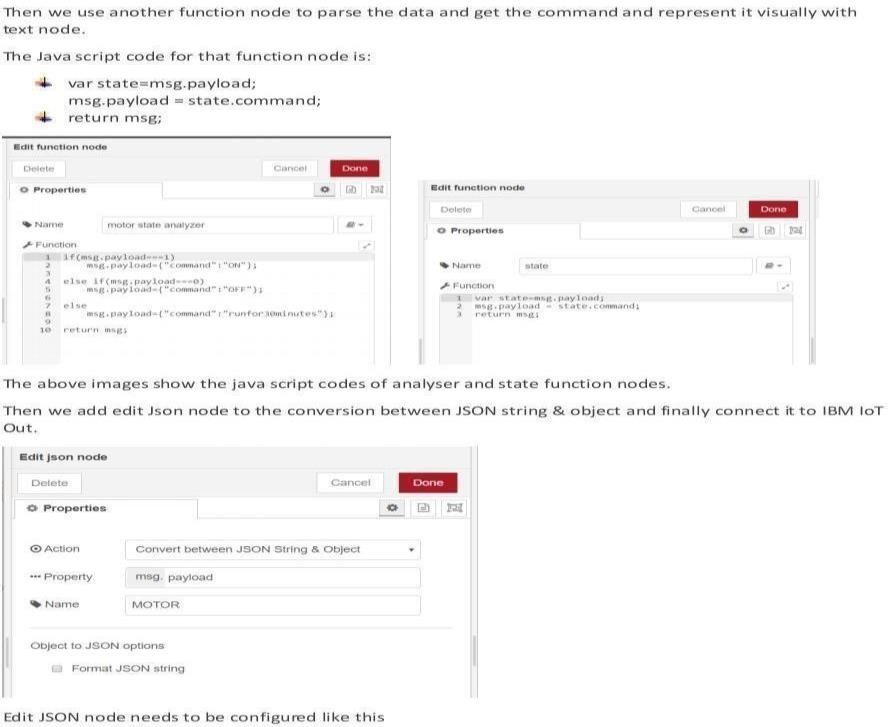 Then we use another function node to parse the data and get the command and represent it visually with
text node.
The Java script code for that function node is:
var state=msg.payload;
msg.payload = state.command;
return msg;
Edit function node
Delete
Cancel
Done
Properties
Name
motor state analyzer
Function
1 if(msg.payload===1)
2 msg.payload={"command":"ON"};
3
4 else if(msg.payload===0)
5 msg.payload={"command":"OFF"};
6
7 else
8 msg.payload={"command":"runfor30minutes"};
9
10 return msg;
Edit function node
Delete
Cancel
Done
Properties
Name
state
Function
1 var state=msg.payload;
2 msg.payload = state.command;
3 return msg;
The above images show the java script codes of analyser and state function nodes.
Then we add edit Json node to the conversion between JSON string & object and finally connect it to IBM IoT
Out.
Edit json node
Delete
Cancel
Done
Properties
Action
Convert between JSON String & Object
Property
msg. payload
Name
MOTOR
Object to JSON options
Format JSON string
Edit JSON node needs to be configured like this